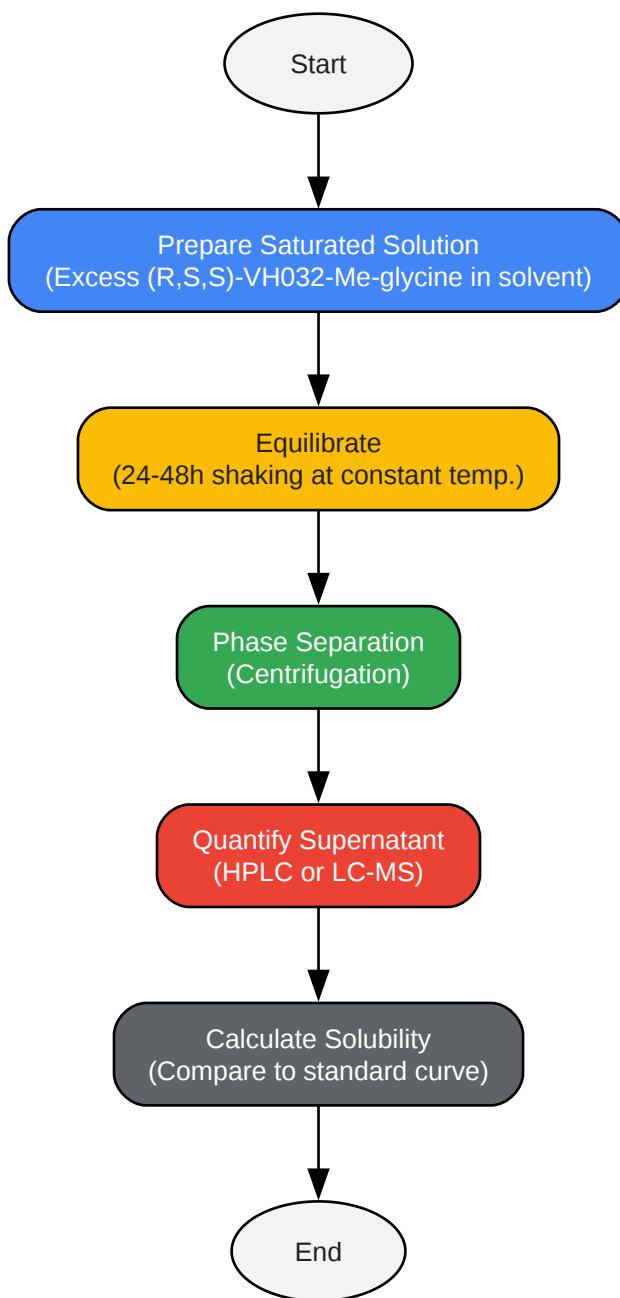 Start
Prepare Saturated Solution
(Excess (R,S,S)-VH032-Me-glycine in solvent)
Equilibrate
(24-48h shaking at constant temp.)
Phase Separation
(Centrifugation)
Quantify Supernatant
(HPLC or LC-MS)
Calculate Solubility
(Compare to standard curve)
End